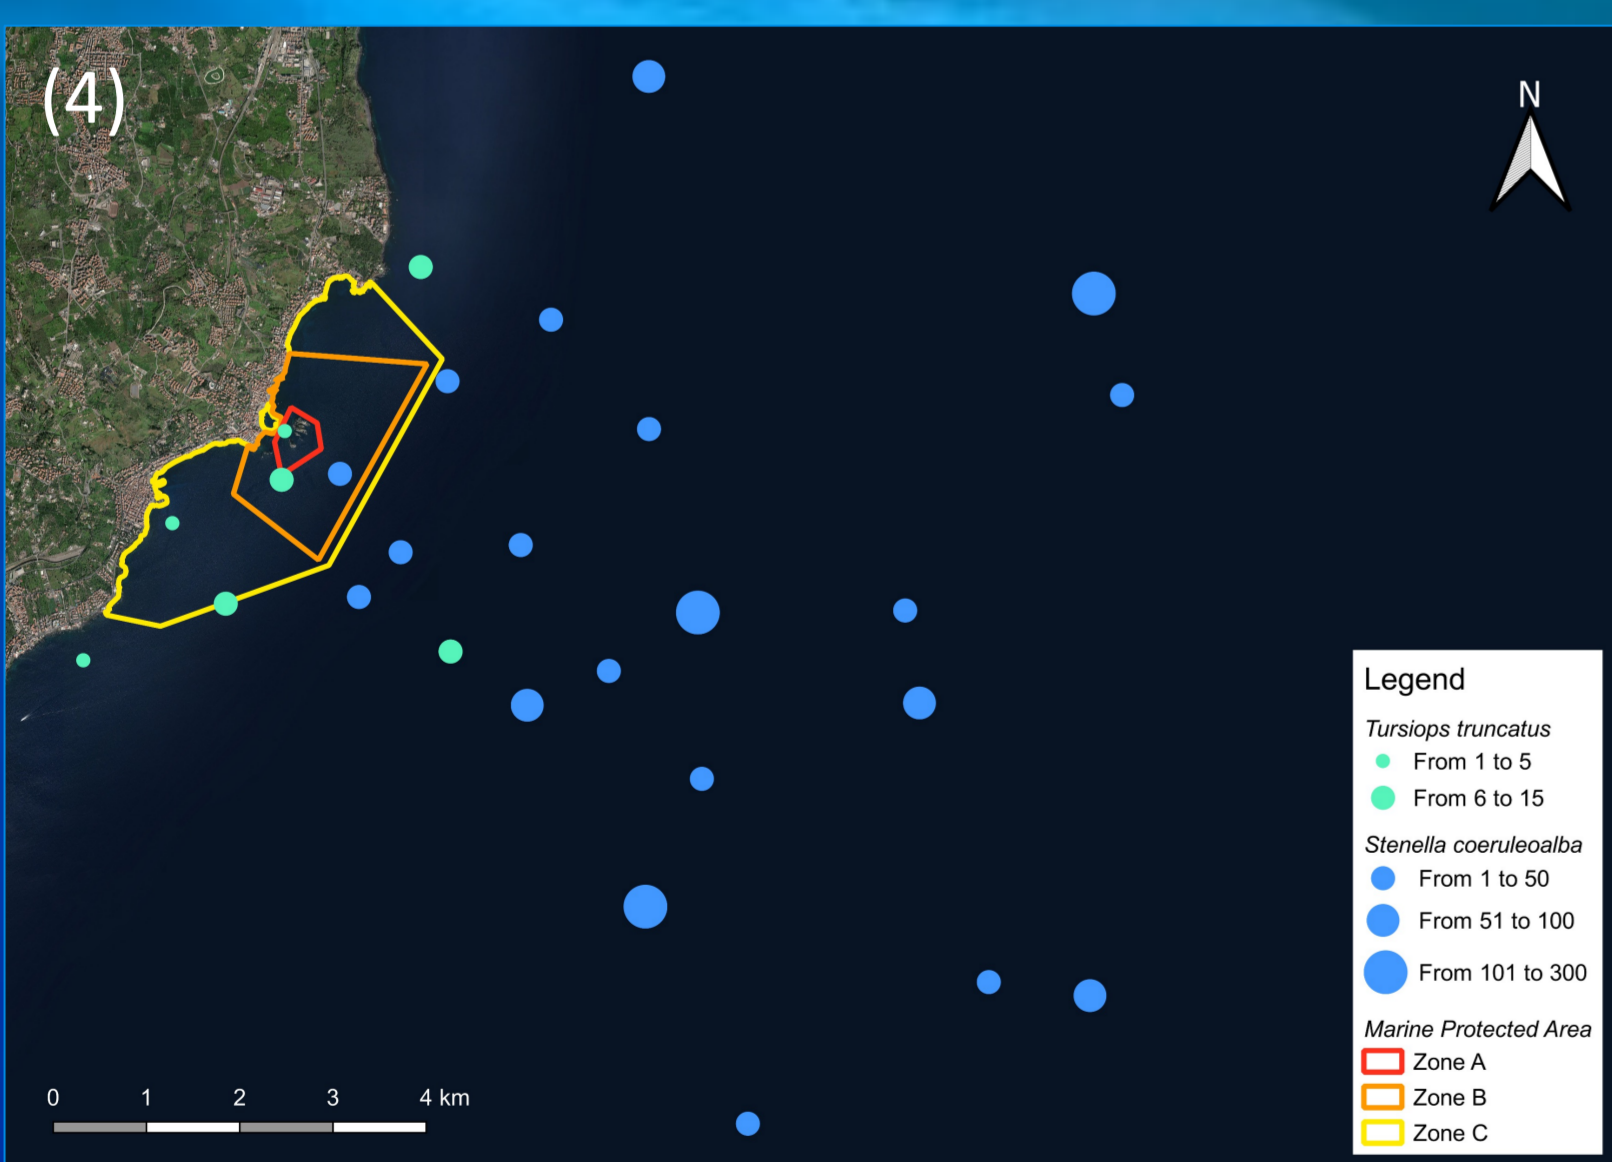 (4)
N
Legend
Tursiops truncatus
From 1 to 5
From 6 to 15
Stenella coeruleoalba
From 1 to 50
From 51 to 100
From 101 to 300
Marine Protected Area
Zone A
Zone B
Zone C
0 1 2 3 4 km